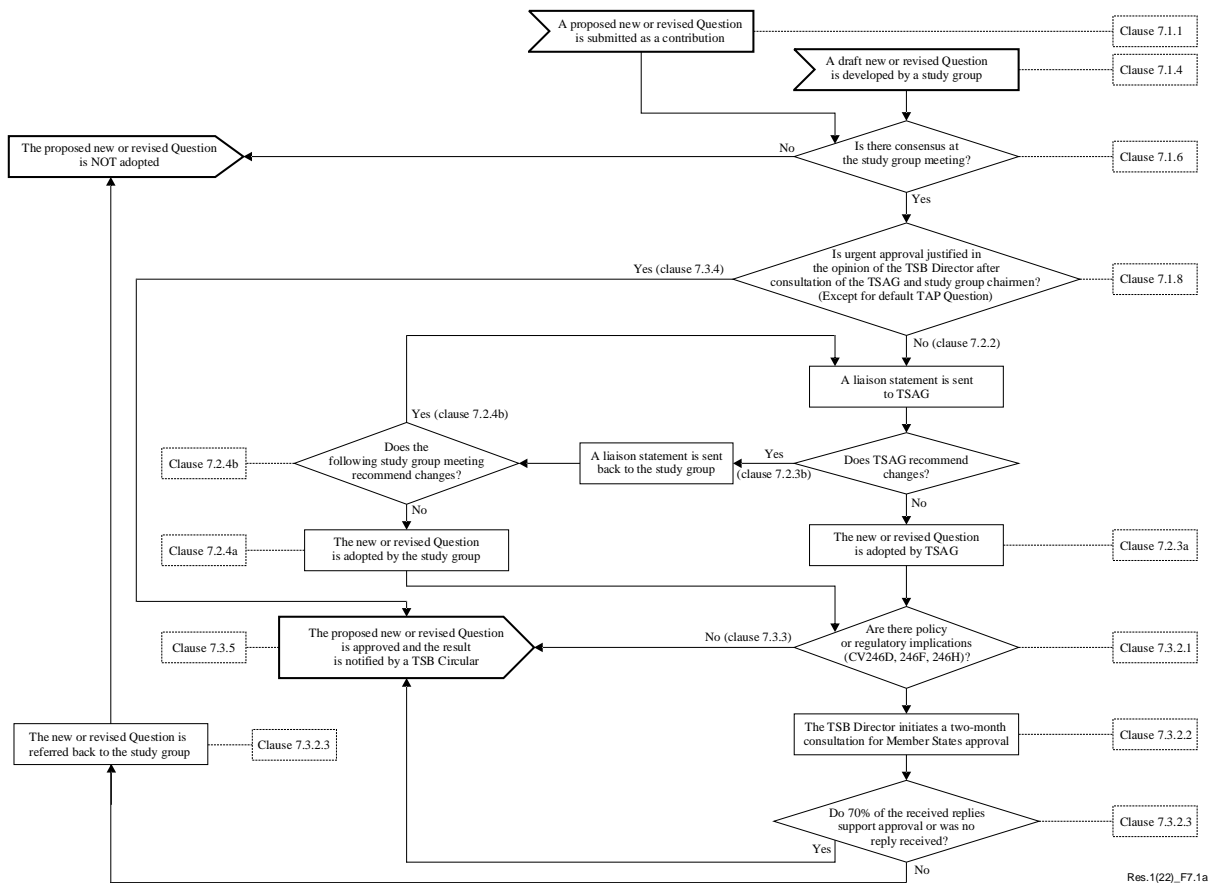 A proposed new or revised Question
is submitted as a contribution
Clause 7.1.1
A draft new or revised Question
is developed by a study group
Clause 7.1.4
The proposed new or revised Question
is NOT adopted
No
Is there consensus at
the study group meeting?
Clause 7.1.6
Yes
Yes (clause 7.3.4)
Is urgent approval justified in
the opinion of the TSB Director after
consultation of the TSAG and study group chairmen?
(Except for default TAP Question)
Clause 7.1.8
No (clause 7.2.2)
A liaison statement is sent
to TSAG
Yes (clause 7.2.4b)
Clause 7.2.4b
Does the
following study group meeting
recommend changes?
A liaison statement is sent
back to the study group
Yes
(clause 7.2.3b)
Does TSAG recommend
changes?
No
No
Clause 7.2.4a
The new or revised Question
is adopted by the study group
The new or revised Question
is adopted by TSAG
Clause 7.2.3a
Clause 7.3.5
The proposed new or revised Question
is approved and the result
is notified by a TSB Circular
No (clause 7.3.3)
Are there policy
or regulatory implications
(CV246D, 246F, 246H)?
Clause 7.3.2.1
The new or revised Question is
referred back to the study group
Clause 7.3.2.3
The TSB Director initiates a two-month
consultation for Member States approval
Clause 7.3.2.2
Do 70% of the received replies
support approval or was no
reply received?
Clause 7.3.2.3
Yes
No
Res.1(22)_F7.1a